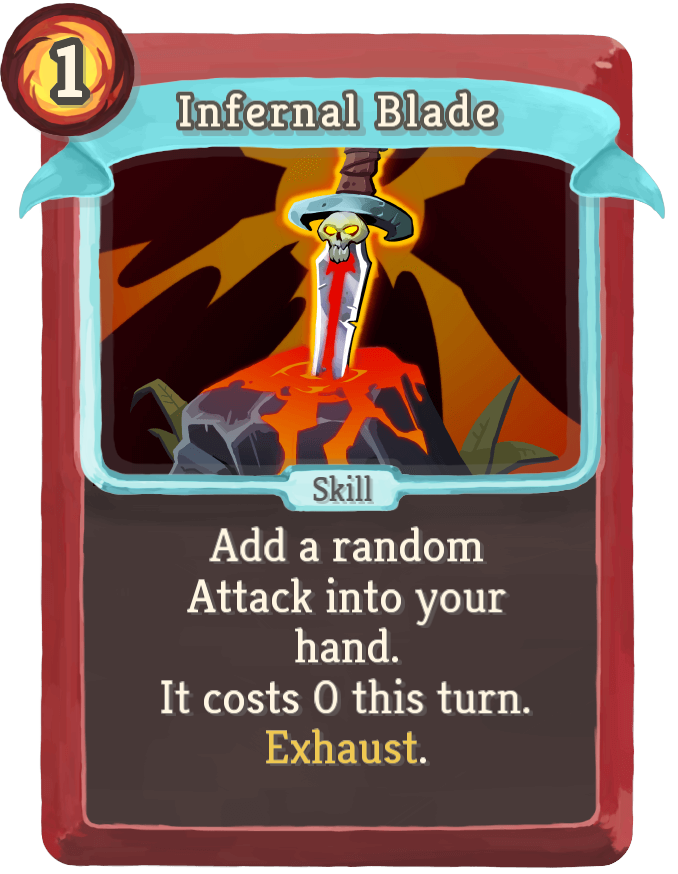 1
Infernal Blade
Skill
Add a random
Attack into your
hand.
It costs 0 this turn.
Exhaust.